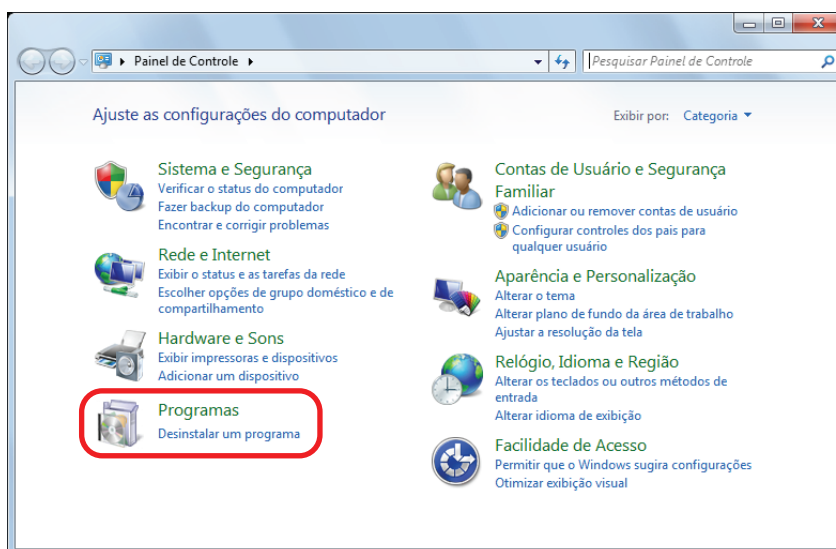 Painel de Controle
Pesquisar Painel de Controle
Ajuste as configurações do computador
Exibir por: Categoria
Sistema e Segurança
Verificar o status do computador
Fazer backup do computador
Encontrar e corrigir problemas
Rede e Internet
Exibir o status e as tarefas da rede
Escolher opções de grupo doméstico e de
compartilhamento
Hardware e Sons
Exibir impressoras e dispositivos
Adicionar um dispositivo
Programas
Desinstalar um programa
Contas de Usuário e Segurança
Familiar
Adicionar ou remover contas de usuário
Configurar controles dos pais para
qualquer usuário
Aparência e Personalização
Alterar o tema
Alterar plano de fundo da área de trabalho
Ajustar a resolução da tela
Relógio, Idioma e Região
Alterar os teclados ou outros métodos de
entrada
Alterar idioma de exibição
Facilidade de Acesso
Permitir que o Windows sugira configurações
Otimizar exibição visual